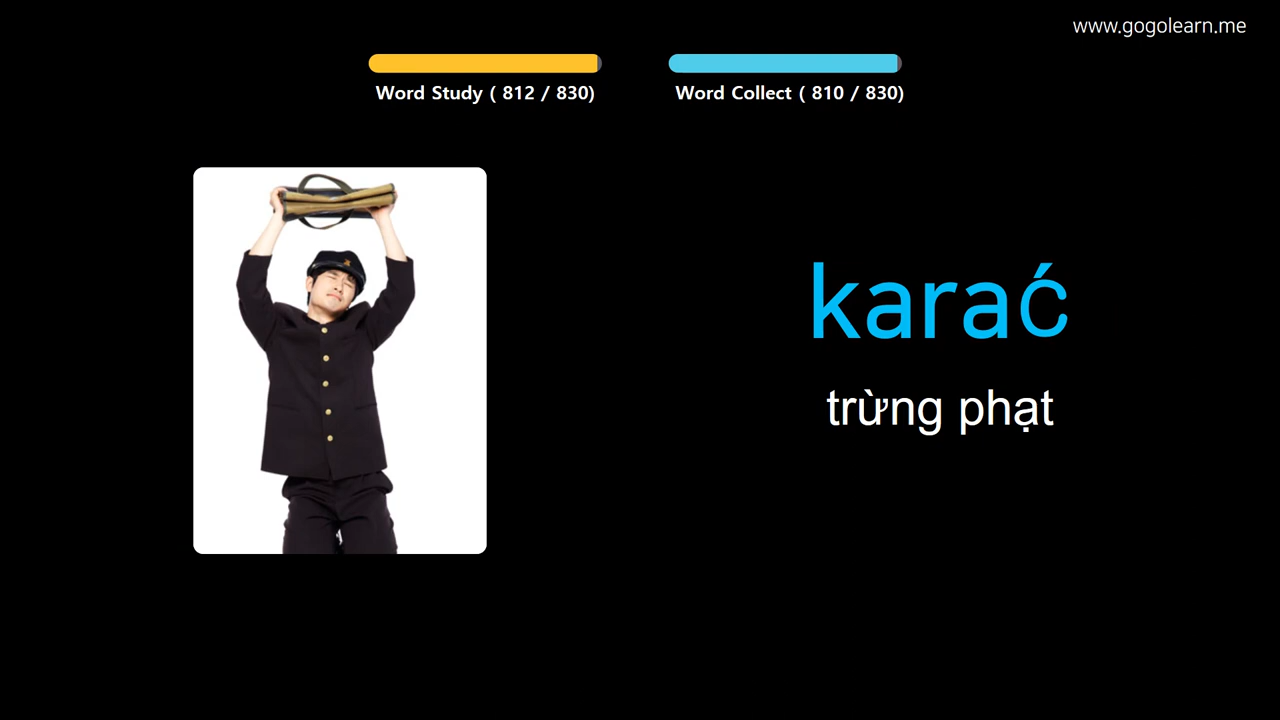 www.gogolearn.me
Word Study ( 812 / 830)
Word Collect ( 810 / 830)
karać
trừng phạt